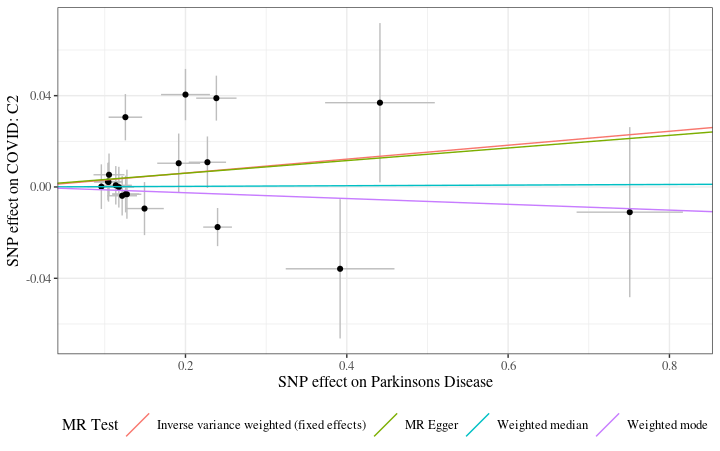 SNP effect on COVID: C2
0.04
0.00
-0.04
0.2
0.4
0.6
0.8
SNP effect on Parkinsons Disease
MR Test
Inverse variance weighted (fixed effects)
MR Egger
Weighted median
Weighted mode